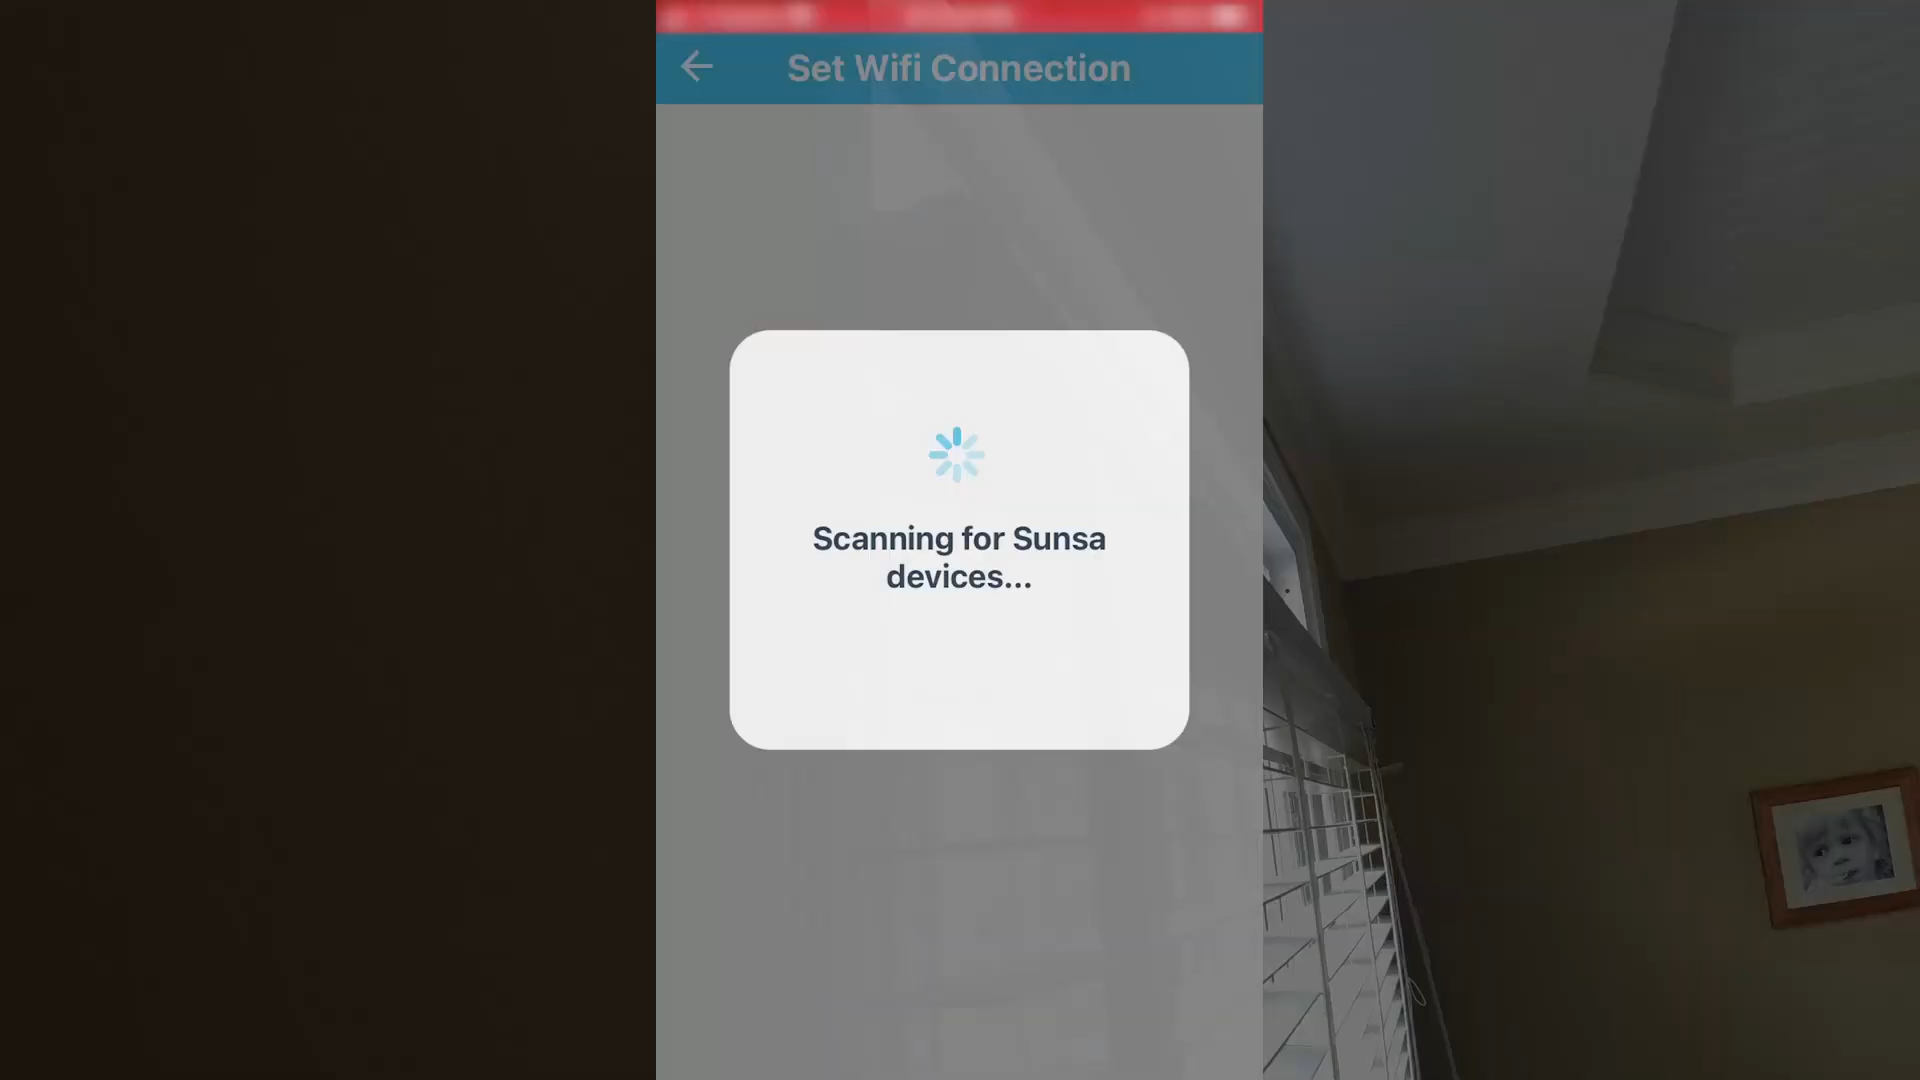 Set Wifi Connection
Scanning for Sunsa
devices...